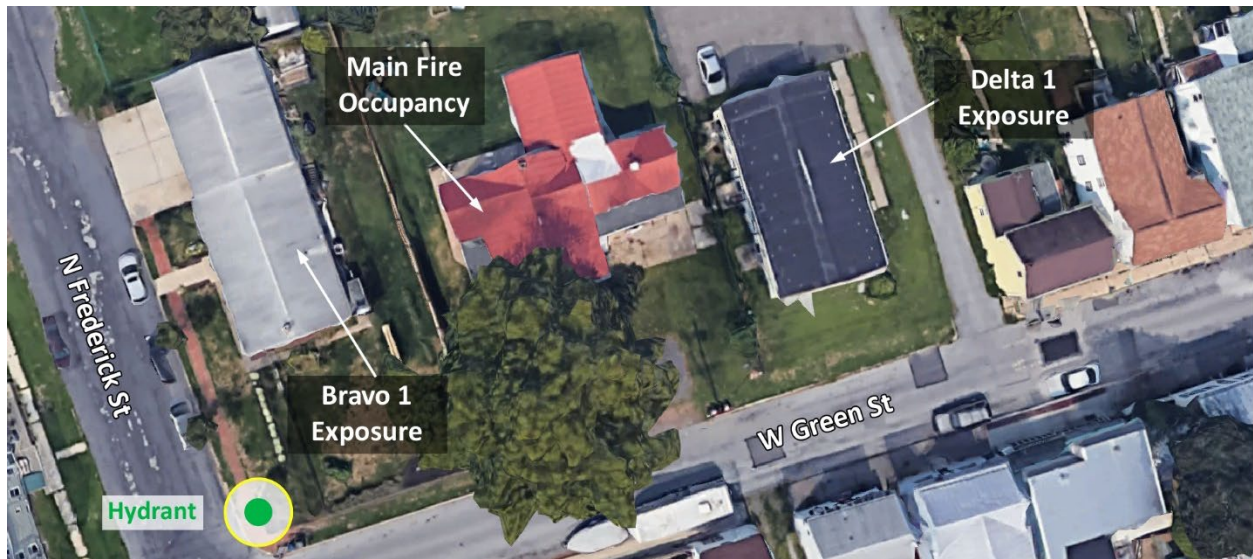 Main Fire
Occupancy
Delta 1
Exposure
N Frederick St
Bravo 1
Exposure
W Green St
Hydrant